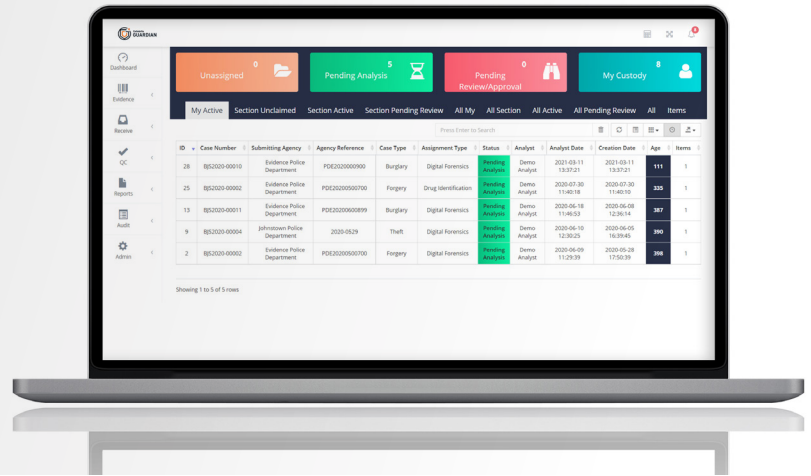 GUARDIAN
8
Dashboard
Evidence
Receive
QC
Reports
Audit
Admin
0
Unassigned
5
Pending Analysis
0
Pending Review/Approval
8
My Custody
My Active Section Unclaimed Section Active Section Pending Review All My All Section All Active All Pending Review All Items
Press Enter to Search
ID Case Number Submitting Agency Agency Reference Case Type Assignment Type Status Analyst Analyst Date Creation Date Age Items
28 BJS2020-00010 Evidence Police Department PDE2020000900 Burglary Digital Forensics Pending Analysis Demo Analyst 2021-03-11 13:37:21 2021-03-11 13:37:21 111 1
25 BJS2020-00002 Evidence Police Department PDE20200500700 Forgery Drug Identification Pending Analysis Demo Analyst 2020-07-30 11:40:18 2020-07-30 11:40:10 335 1
13 BJS2020-00011 Evidence Police Department PDE20200600899 Burglary Digital Forensics Pending Analysis Demo Analyst 2020-06-18 11:46:53 2020-06-08 12:36:14 387 1
9 BJS2020-00004 Johnstown Police Department 2020-0529 Theft Digital Forensics Pending Analysis Demo Analyst 2020-06-10 12:30:25 2020-06-05 16:39:45 390 1
2 BJS2020-00002 Evidence Police Department PDE20200500700 Forgery Digital Forensics Pending Analysis Demo Analyst 2020-06-09 11:29:39 2020-05-28 17:50:39 398 1
Showing 1 to 5 of 5 rows